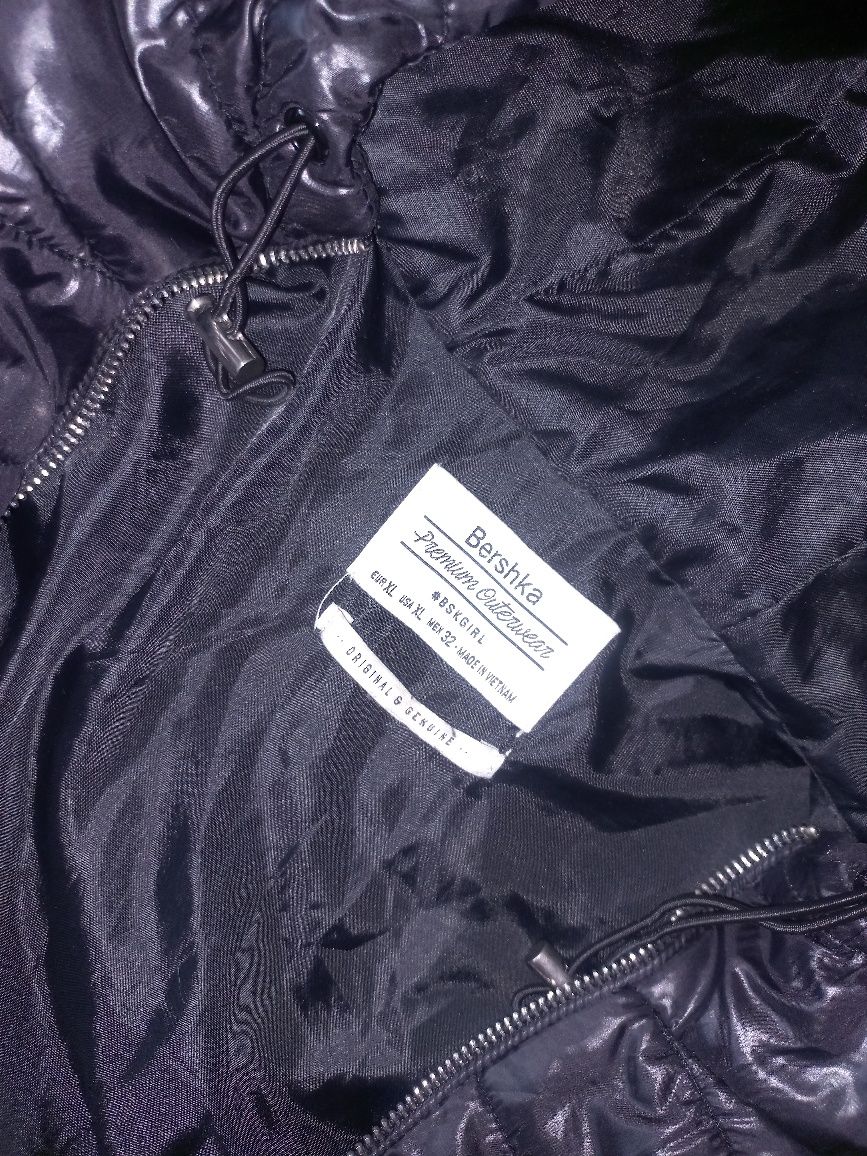 Bershka
Premium Outerwear
#BSKGIRL
EUR XL USA XL MEX 32 - MADE IN VIETNAM
ORIGINAL & GENUINE